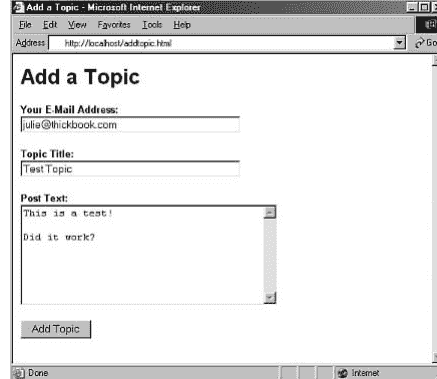 Add a Topic - Microsoft Internet Explorer
File Edit View Favorites Tools Help
Address http://localhost/addtopic.html Go
Add a Topic
Your E-Mail Address:
julie@thickbook.com
Topic Title:
Test Topic
Post Text:
This is a test!
Did it work?
Add Topic
Done Internet